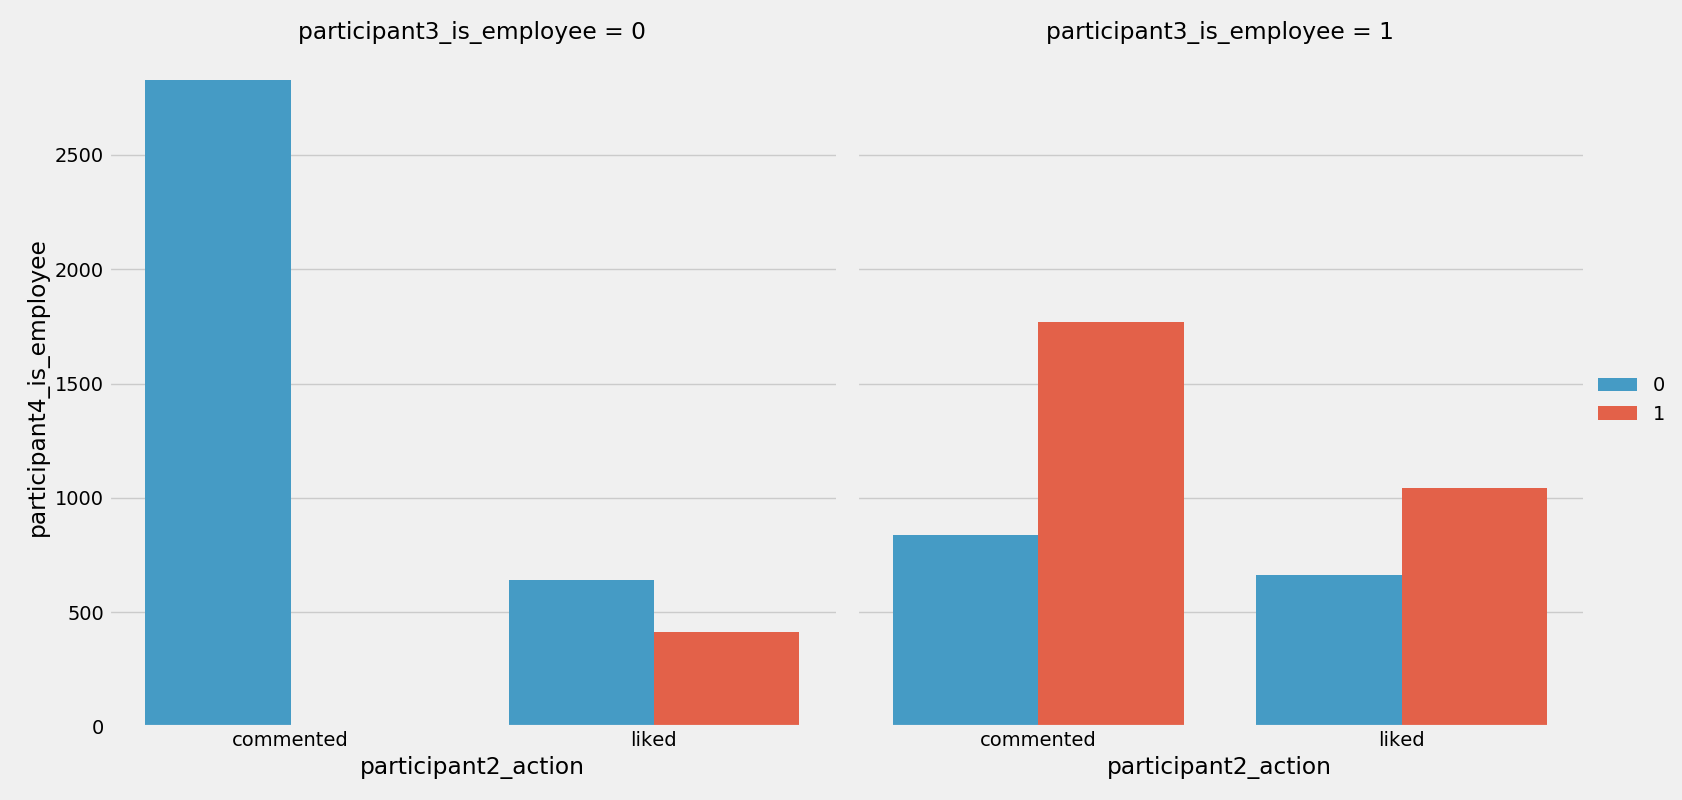 participant3_is_employee = 0
participant3_is_employee = 1
participant4_is_employee
2500
2000
1500
1000
500
0
commented
liked
commented
liked
participant2_action
participant2_action
0
1